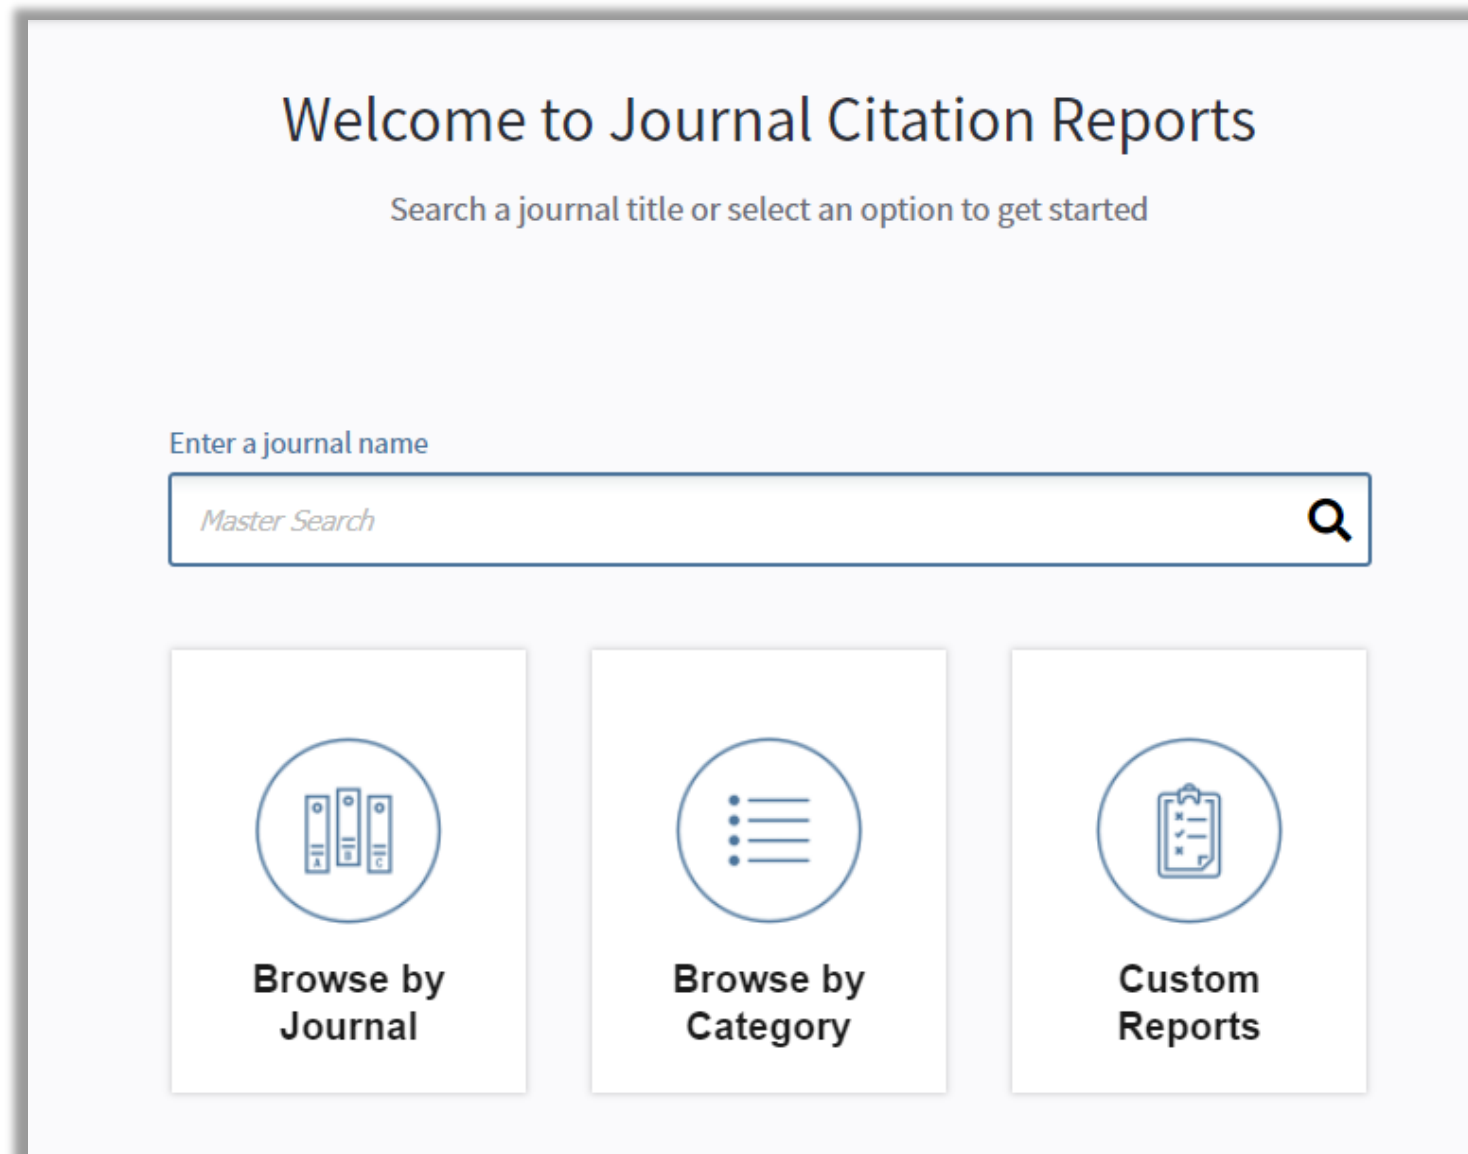 Welcome to Journal Citation Reports
Search a journal title or select an option to get started
Enter a journal name
Master Search
A B C
Browse by
Journal
Browse by
Category
Custom
Reports